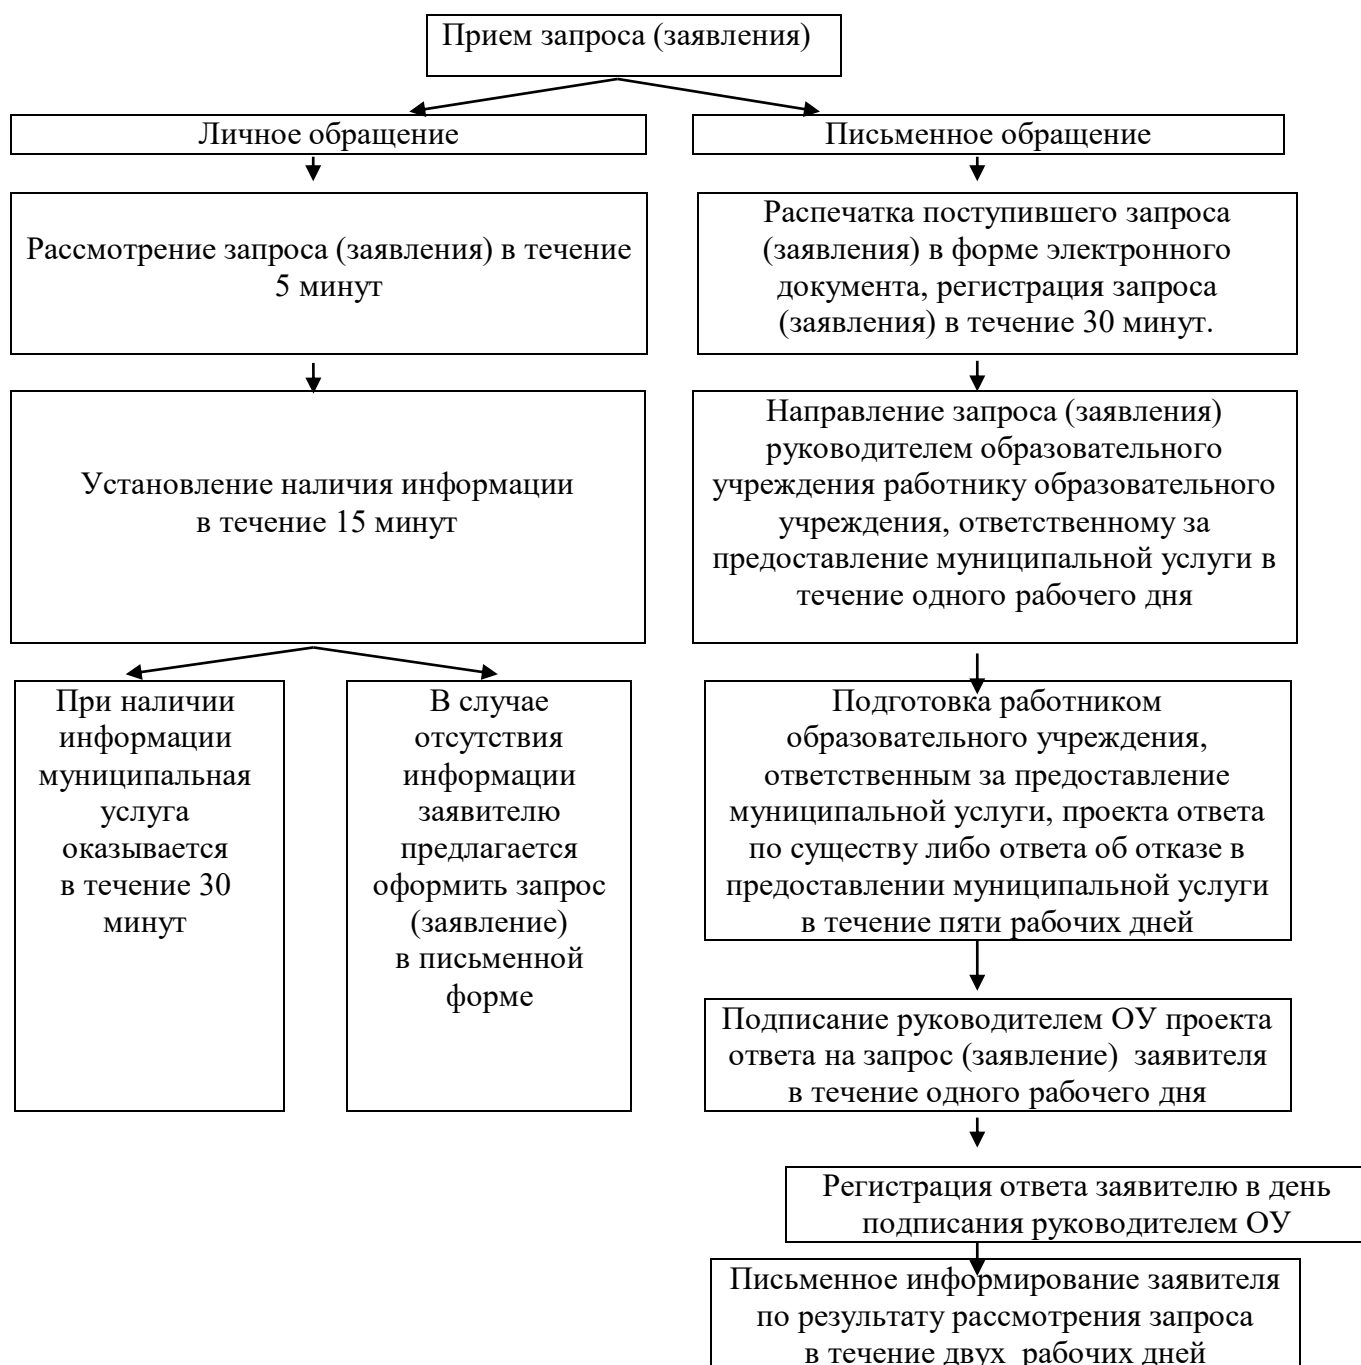 Прием запроса (заявления)
Личное обращение
Письменное обращение
Рассмотрение запроса (заявления) в течение
5 минут
Распечатка поступившего запроса
(заявления) в форме электронного
документа, регистрация запроса
(заявления) в течение 30 минут.
Установление наличия информации
в течение 15 минут
Направление запроса (заявления)
руководителем образовательного
учреждения работнику образовательного
учреждения, ответственному за
предоставление муниципальной услуги в
течение одного рабочего дня
При наличии
информации
муниципальная
услуга
оказывается
в течение 30
минут
В случае
отсутствия
информации
заявителю
предлагается
оформить запрос
(заявление)
в письменной
форме
Подготовка работником
образовательного учреждения,
ответственным за предоставление
муниципальной услуги, проекта ответа
по существу либо ответа об отказе в
предоставлении муниципальной услуги
в течение пяти рабочих дней
Подписание руководителем ОУ проекта
ответа на запрос (заявление)  заявителя
в течение одного рабочего дня
Регистрация ответа заявителю в день
подписания руководителем ОУ
Письменное информирование заявителя
по результату рассмотрения запроса
в течение двух  рабочих дней